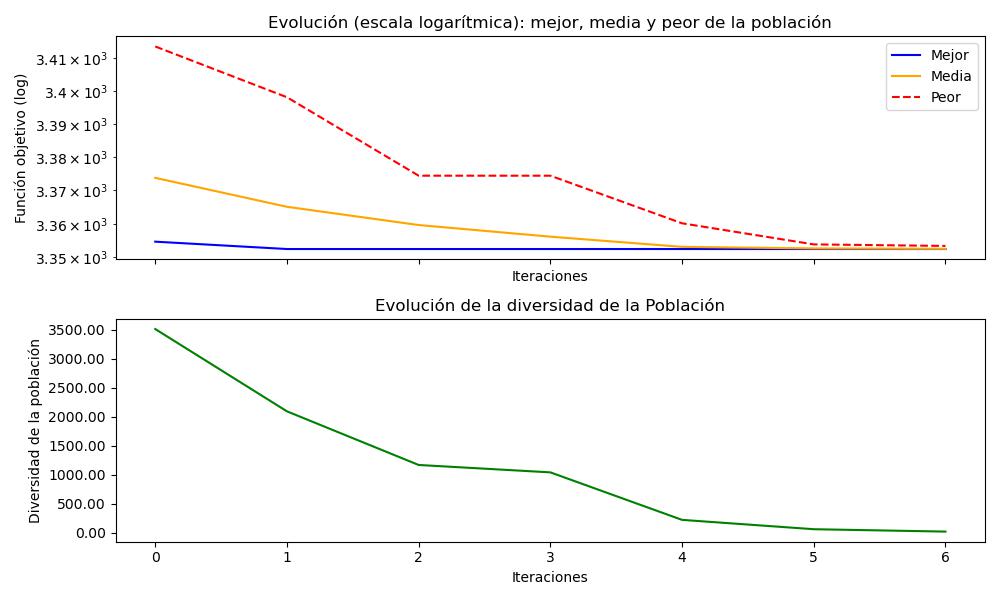 Evolución (escala logarítmica): mejor, media y peor de la población
Función objetivo (log)
3.41 × 10³
3.4 × 10³
3.39 × 10³
3.38 × 10³
3.37 × 10³
3.36 × 10³
3.35 × 10³
Mejor
Media
Peor
Iteraciones
Evolución de la diversidad de la Población
Diversidad de la población
3500.00
3000.00
2500.00
2000.00
1500.00
1000.00
500.00
0.00
0 1 2 3 4 5 6
Iteraciones